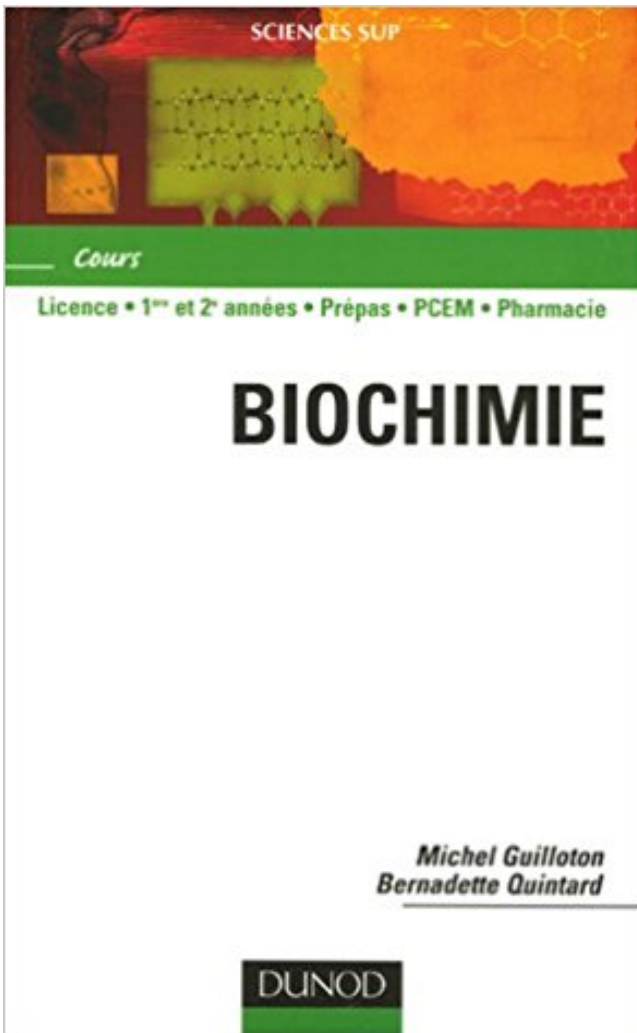 SCIENCES SUP
Cours
Licence • 1ère et 2e années • Prépas • PCEM • Pharmacie
BIOCHIMIE
Michel Guilloton
Bernadette Quintard
DUNOD